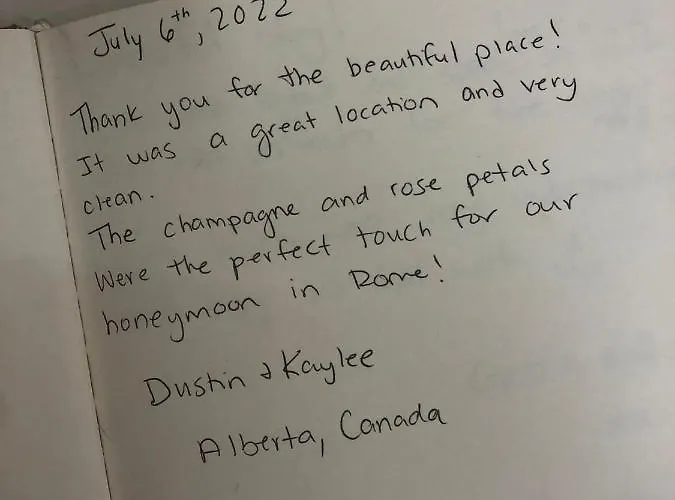 July 6th, 2022
Thank you for the beautiful place!
It was a great location and very
clean.
The champagne and rose petals
were the perfect touch for our
honeymoon in Rome!
Dustin & Kaylee
Alberta, Canada